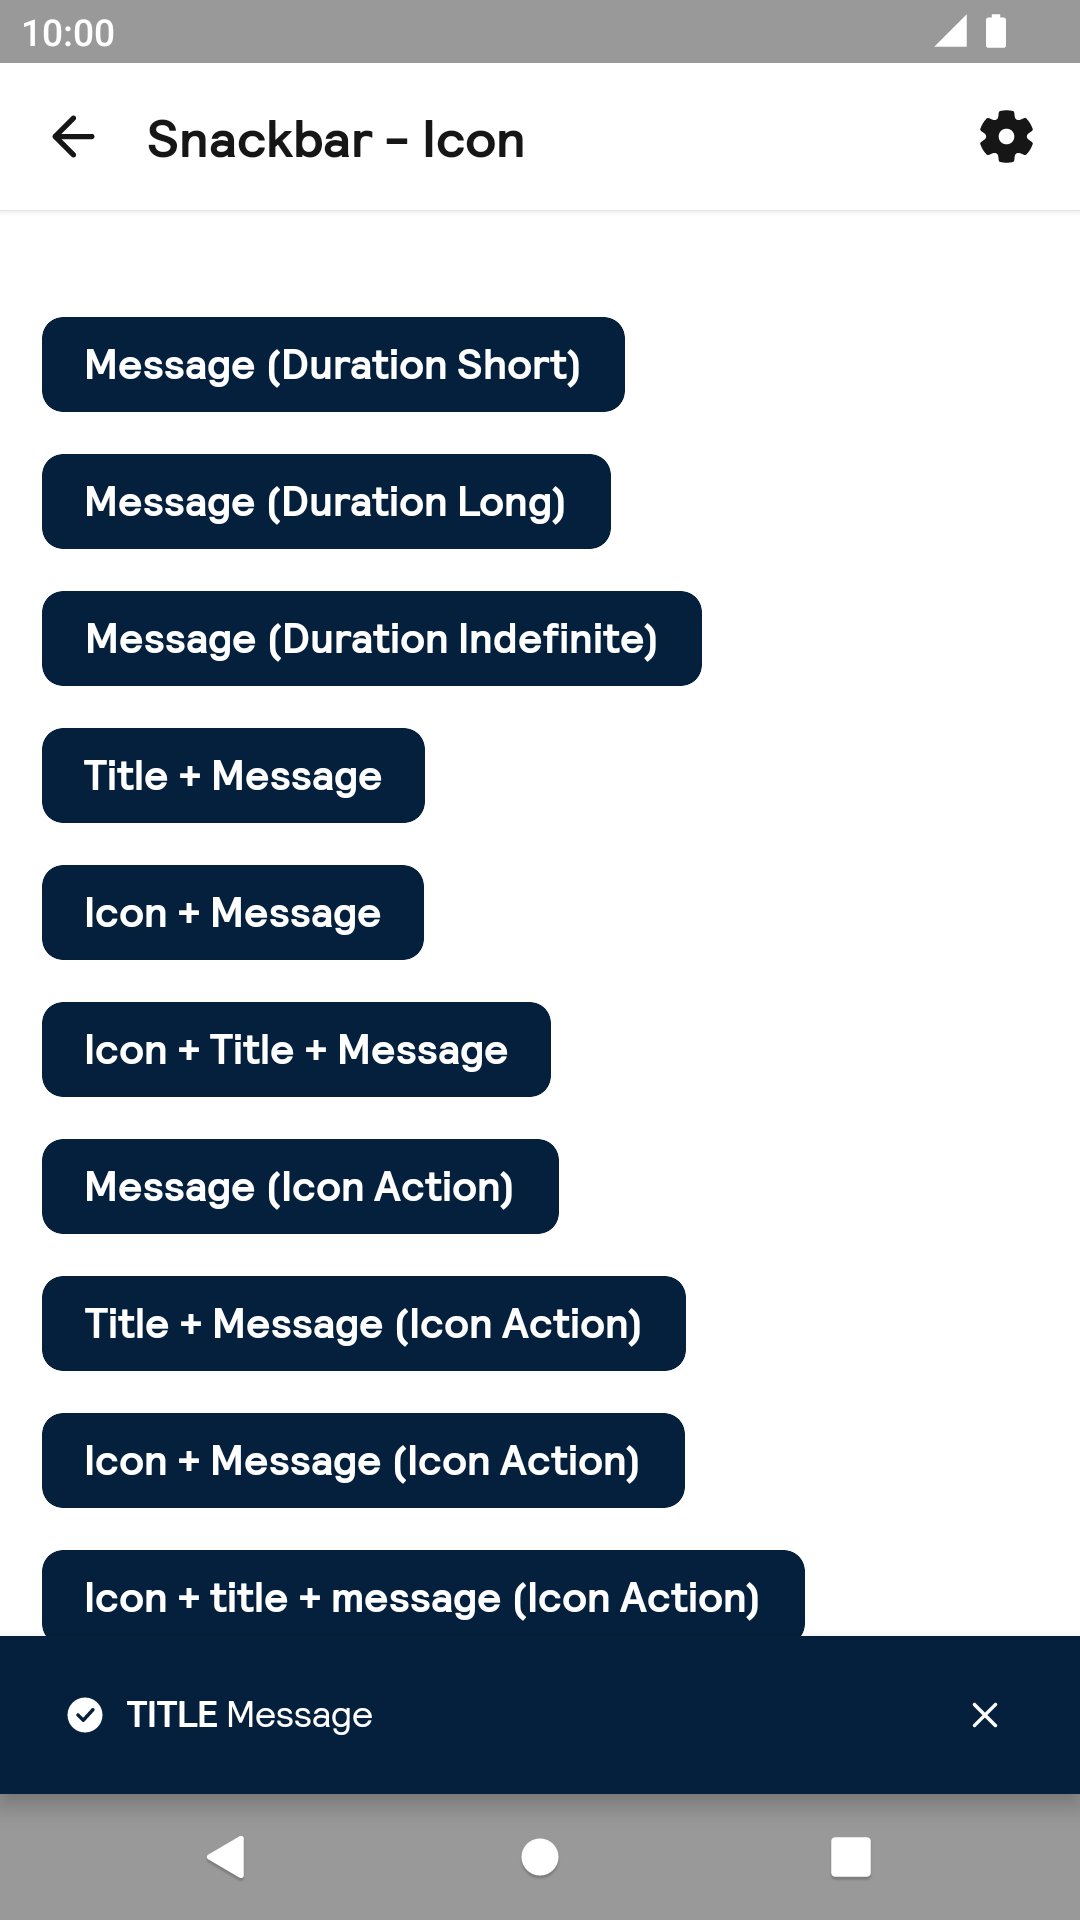 10:00
Snackbar - Icon
Message (Duration Short)
Message (Duration Long)
Message (Duration Indefinite)
Title + Message
Icon + Message
Icon + Title + Message
Message (Icon Action)
Title + Message (Icon Action)
Icon + Message (Icon Action)
Icon + title + message (Icon Action)
TITLE Message